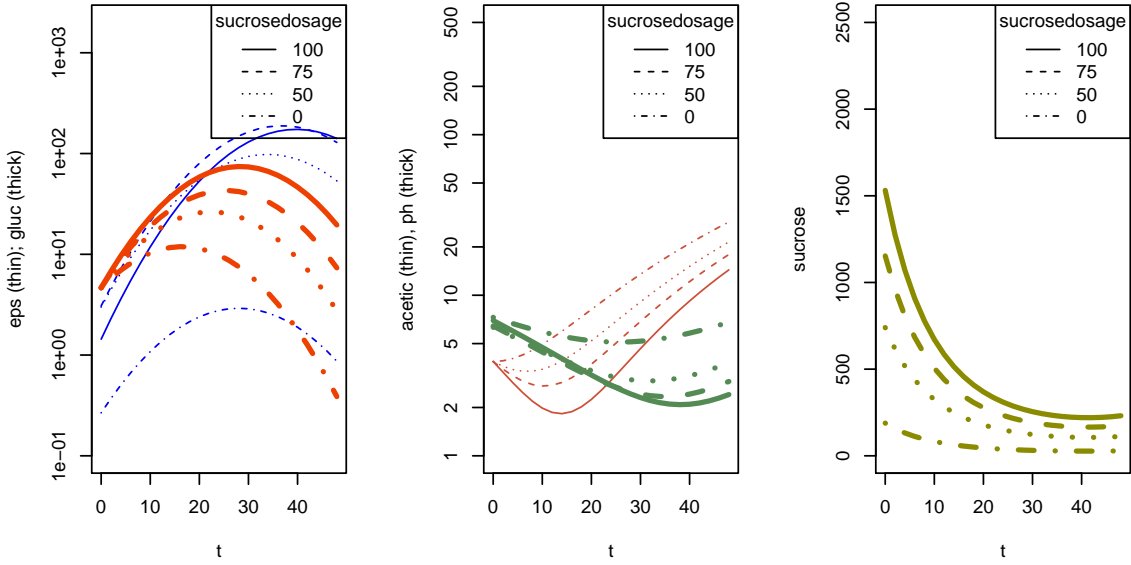 eps (thin); gluc (thick)
1e+03
1e+02
1e+01
1e+00
1e−01
0 10 20 30 40
t
sucrosedosage
100
75
50
0
acetic (thin), ph (thick)
500
200
100
50
20
10
5
2
1
0 10 20 30 40
t
sucrosedosage
100
75
50
0
sucrose
2500
2000
1500
1000
500
0
0 10 20 30 40
t
sucrosedosage
100
75
50
0